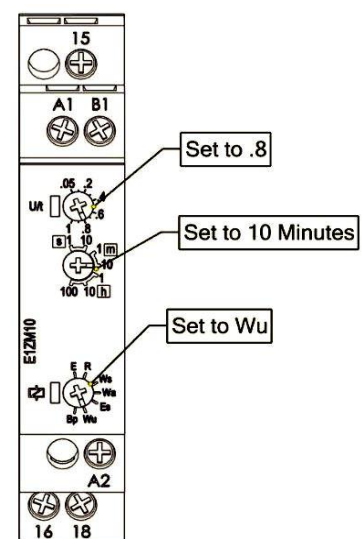 15
A1 B1
Set to .8
.05 .2
.4
U/t
.6
1 .8
s 1 10
1 m
10
Set to 10 Minutes
1
100 10 h
E1ZM10
Set to Wu
E R
Ws
Wa
Es
Bp Wu
A2
16 18